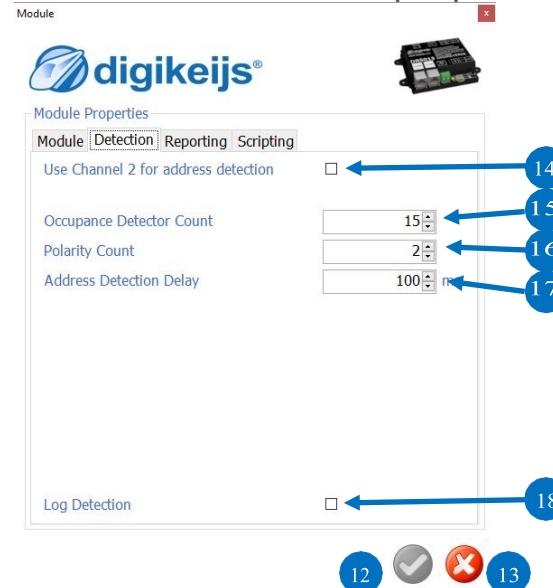 Module
x
digikeijs®
Module Properties
Module Detection Reporting Scripting
Use Channel 2 for address detection
14
15
Occupance Detector Count 15
Polarity Count 2
16
Address Detection Delay 100
17
Log Detection
18
12
13